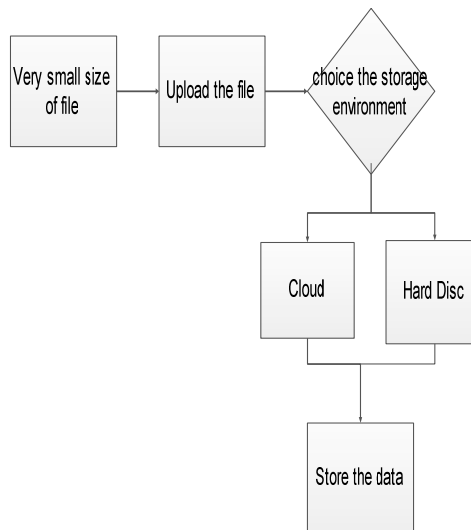 Very small size
of file
Upload the file
choice the storage
environment
Cloud
Hard Disc
Store the data